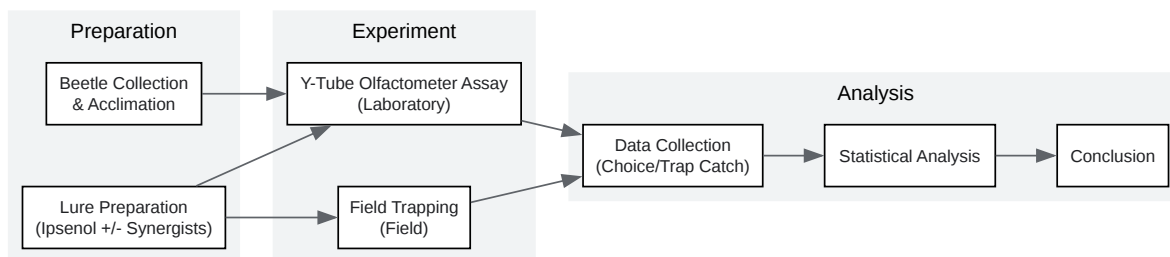 Preparation
Beetle Collection
& Acclimation
Lure Preparation
(Ipsenol +/- Synergists)
Experiment
Y-Tube Olfactometer Assay
(Laboratory)
Field Trapping
(Field)
Analysis
Data Collection
(Choice/Trap Catch)
Statistical Analysis
Conclusion